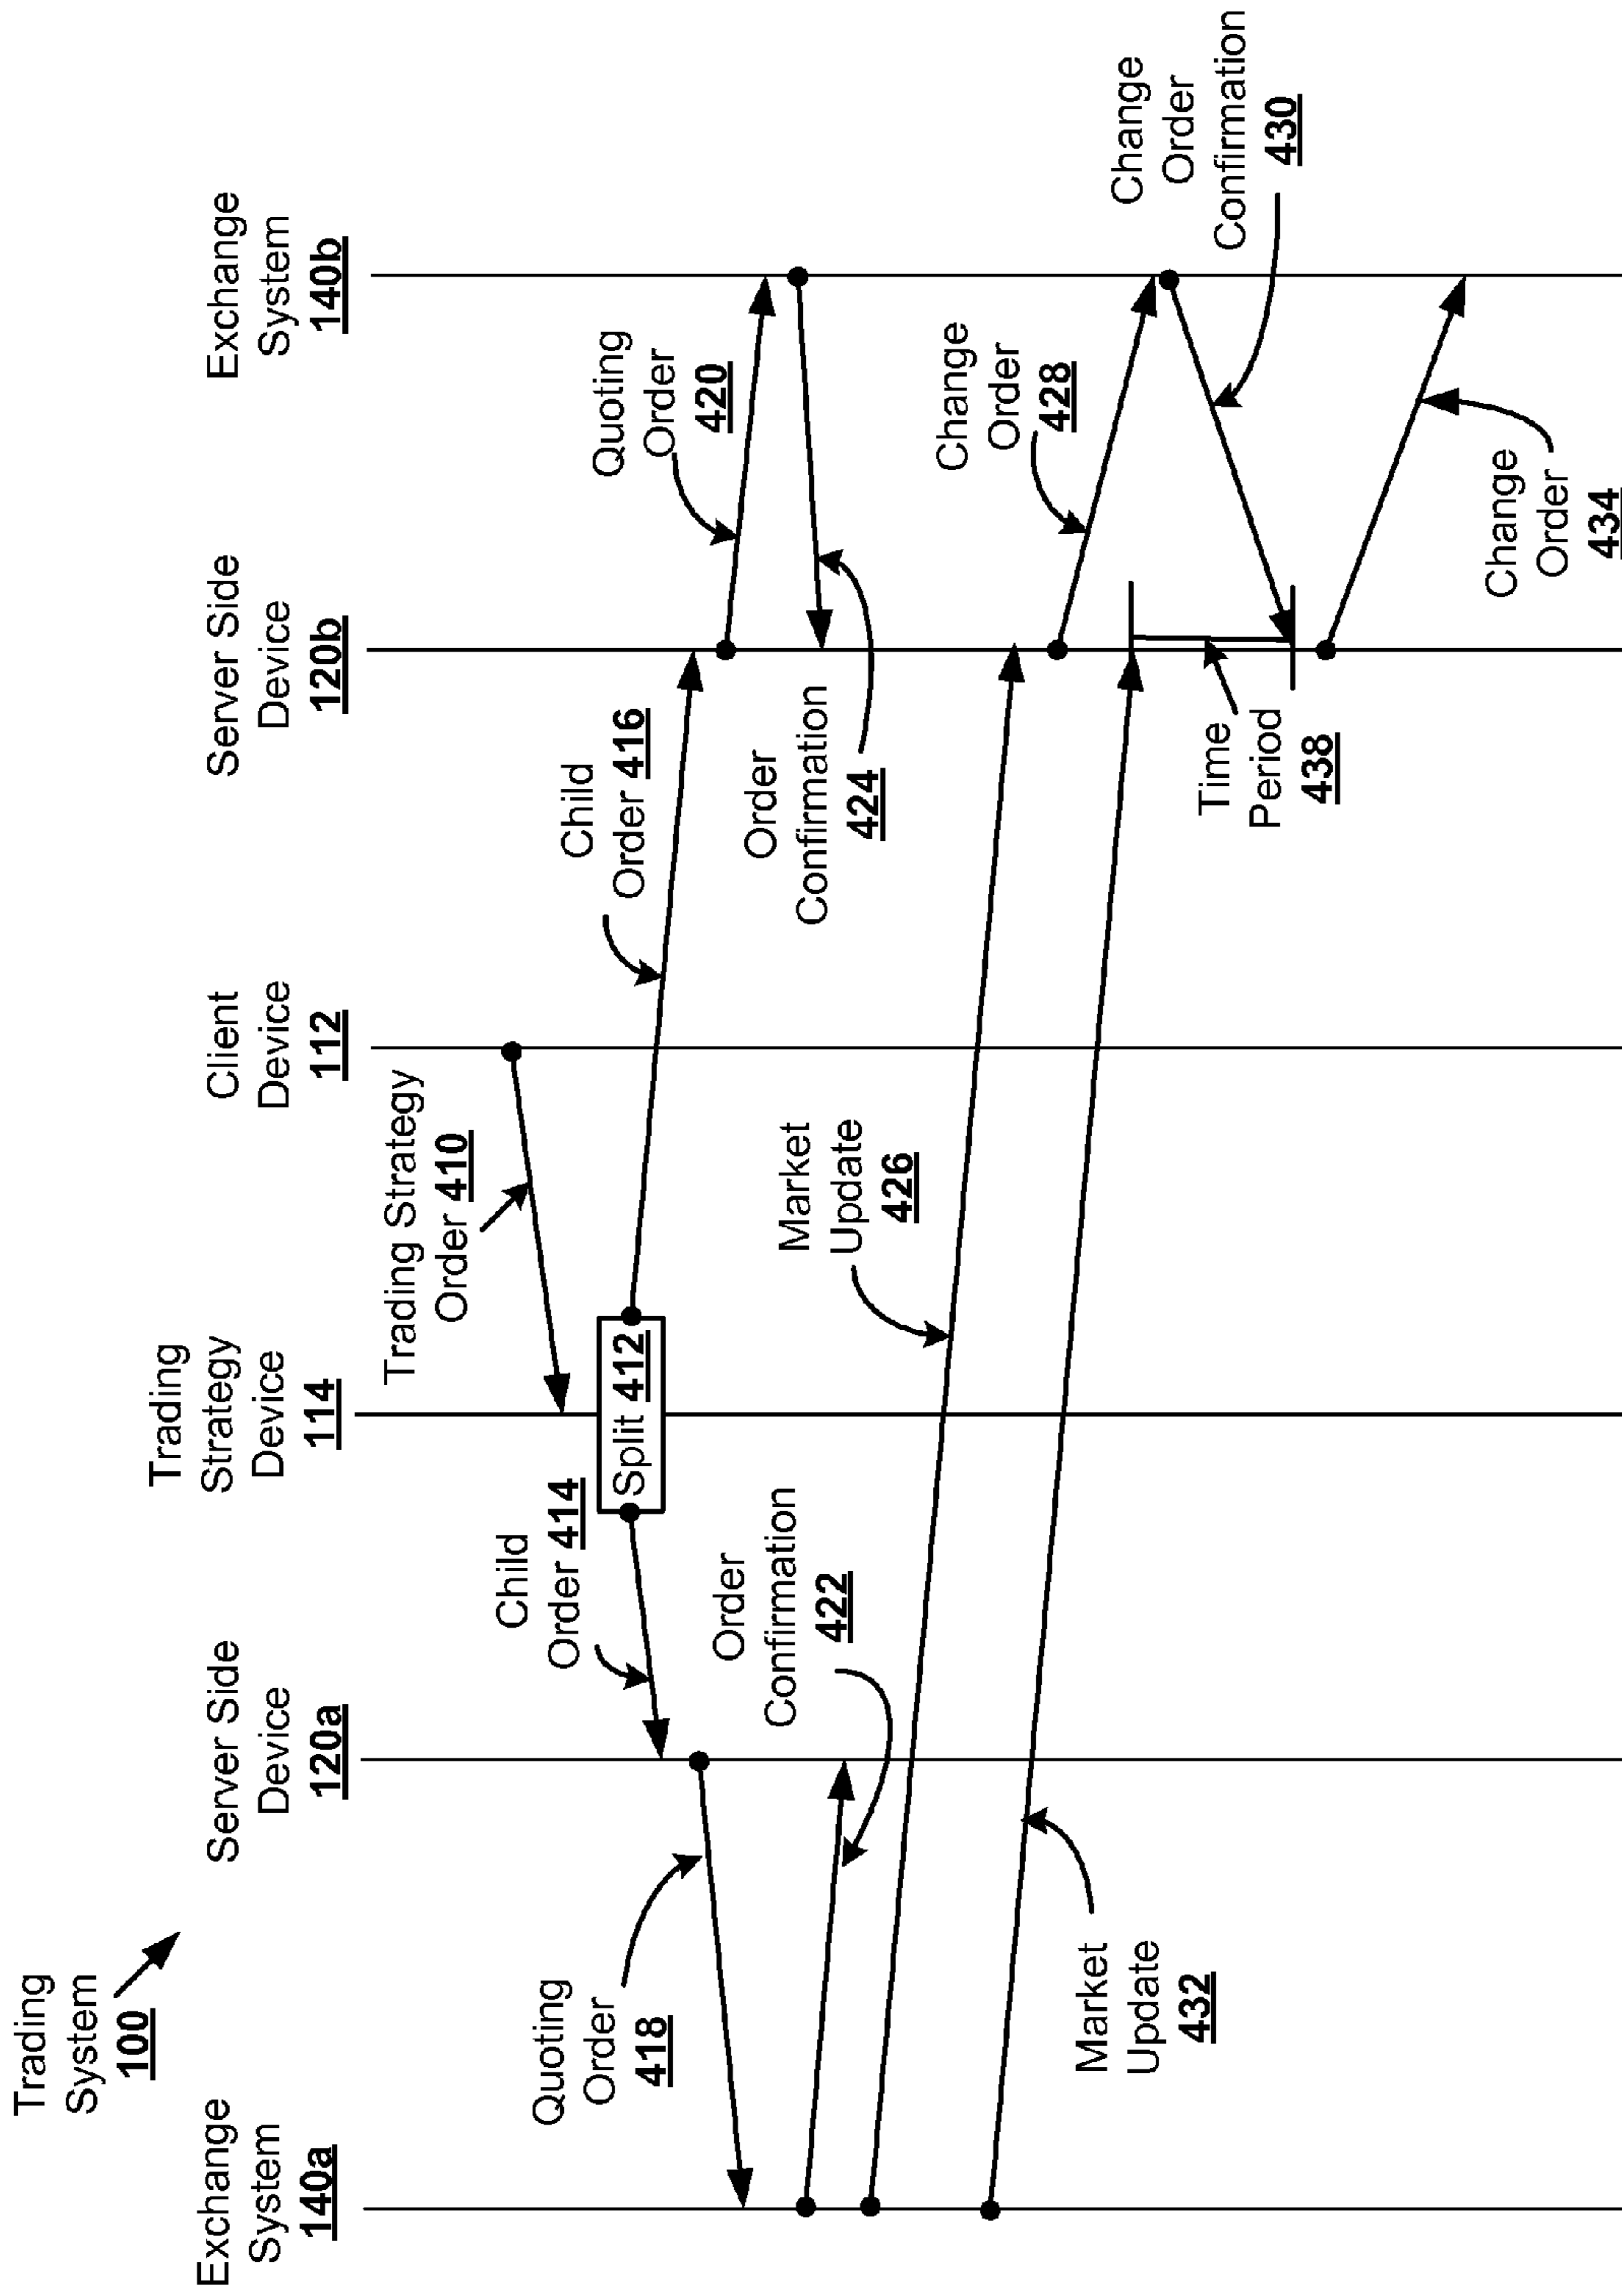 Trading
System
100
Exchange
System
140a
Server Side
Device
120a
Trading
Strategy
Device
114
Client
Device
112
Server Side
Device
120b
Exchange
System
140b
Trading Strategy
Order 410
Split 412
Child
Order 414
Child
Order 416
Quoting
Order
418
Quoting
Order
420
Order
Confirmation
422
Order
Confirmation
424
Market
Update
426
Change
Order
428
Change
Order
Confirmation
430
Market
Update
432
Time
Period
438
Change
Order
434